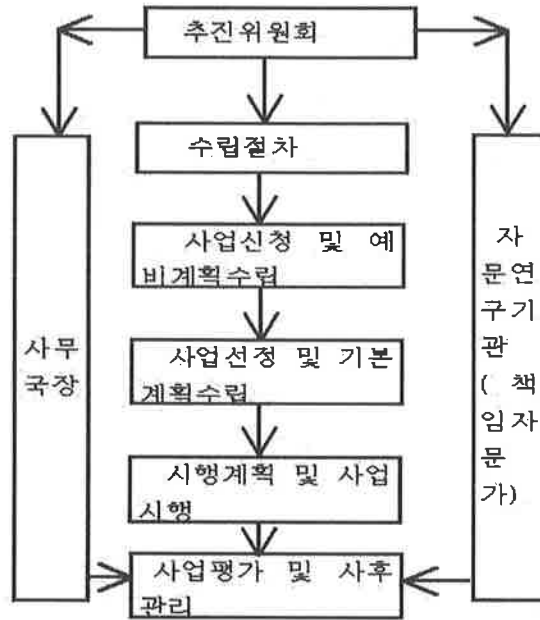 추진위원회
수립절차
사업신청 및 예
비계획수립
사업선정 및 기본
계획수립
시행계획 및 사업
시행
사업평가 및 사후
관리
사무
국장
자
문연
구기
관
( 책
임자
문
가)